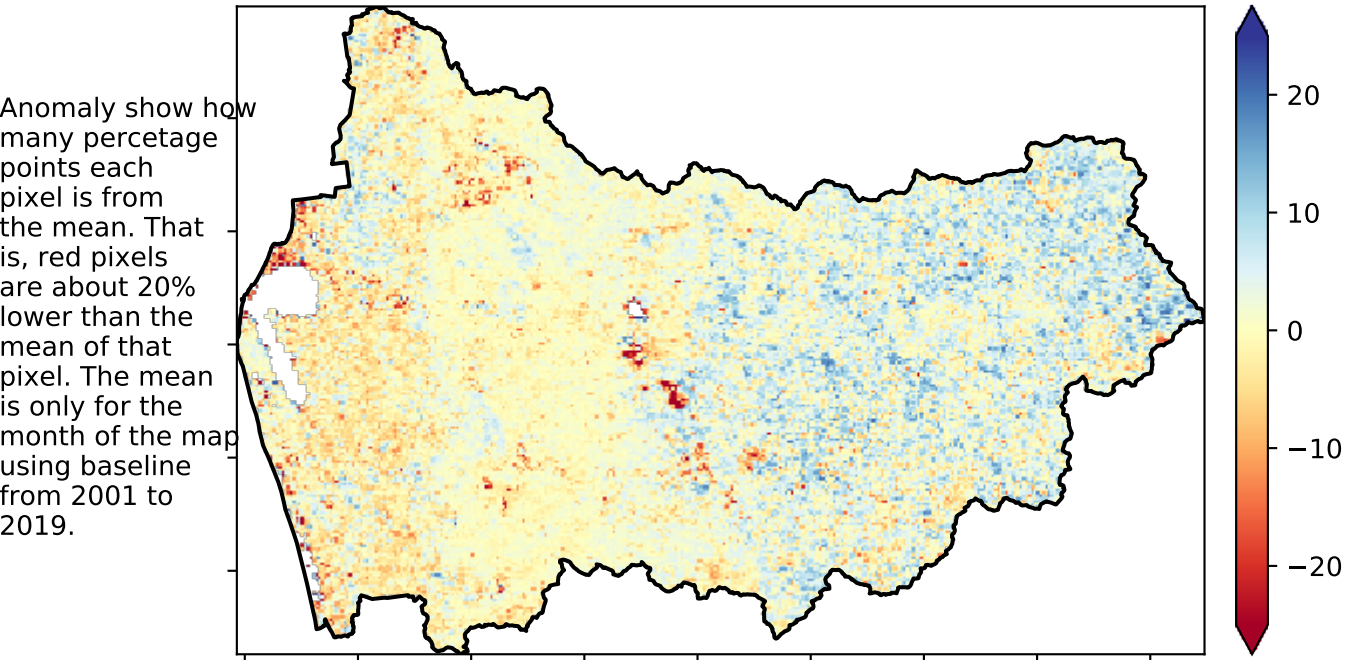 Anomaly show how
many percetage
points each
pixel is from
the mean. That
is, red pixels
are about 20%
lower than the
mean of that
pixel. The mean
is only for the
month of the map
using baseline
from 2001 to
2019.
20
10
0
−10
−20